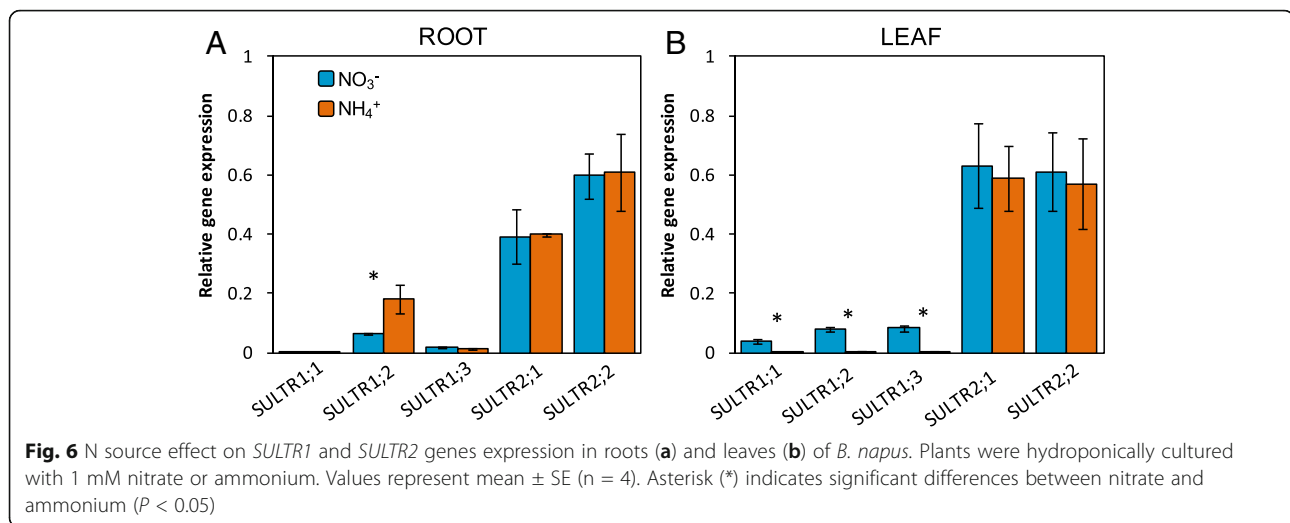 A
ROOT
1
0.8
0.6
0.4
0.2
0
Relative gene expression
NO₃⁻
NH₄⁺
*
SULTR1;1
SULTR1;2
SULTR1;3
SULTR2;1
SULTR2;2
B
LEAF
1
0.8
0.6
0.4
0.2
0
Relative gene expression
*
*
*
SULTR1;1
SULTR1;2
SULTR1;3
SULTR2;1
SULTR2;2
Fig. 6 N source effect on SULTR1 and SULTR2 genes expression in roots (a) and leaves (b) of B. napus. Plants were hydroponically cultured
with 1 mM nitrate or ammonium. Values represent mean ± SE (n = 4). Asterisk (*) indicates significant differences between nitrate and
ammonium (P < 0.05)